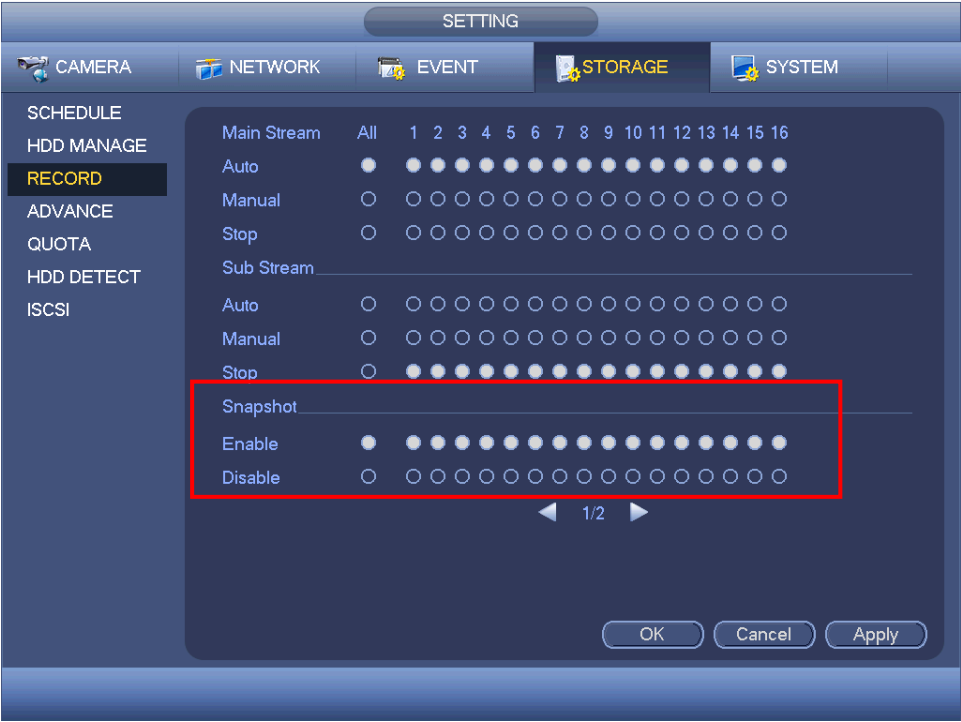 SETTING
CAMERA NETWORK EVENT STORAGE SYSTEM
SCHEDULE
HDD MANAGE
RECORD
ADVANCE
QUOTA
HDD DETECT
ISCSI
Main Stream All 1 2 3 4 5 6 7 8 9 10 11 12 13 14 15 16
Auto
Manual
Stop
Sub Stream
Auto
Manual
Stop
Snapshot
Enable
Disable
1/2
OK Cancel Apply